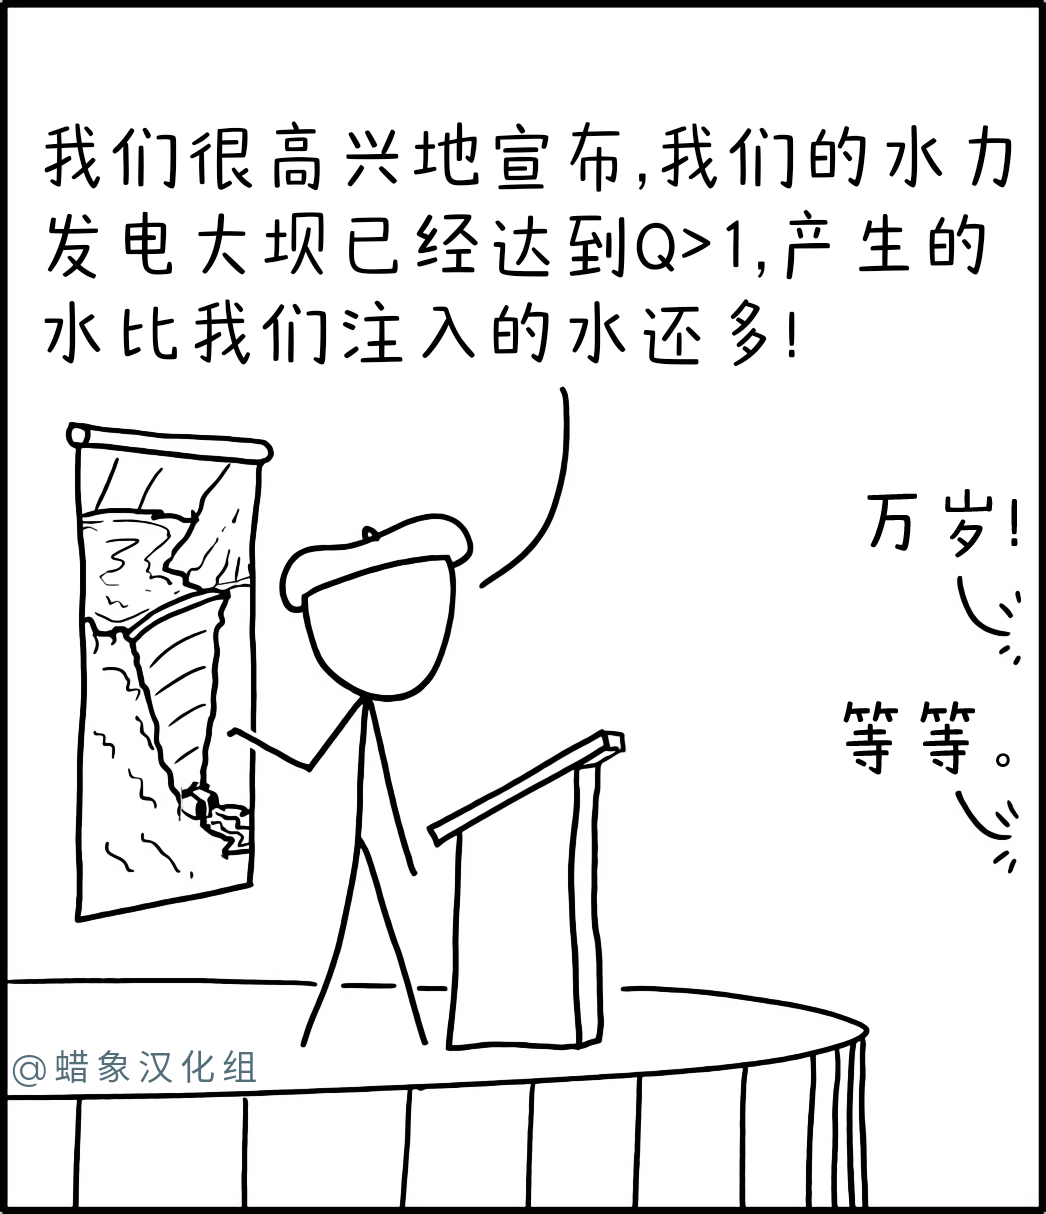 我们很高兴地宣布,我们的水力
发电大坝已经达到Q>1,产生的
水比我们注入的水还多!
万岁!
等等。
@蜡象汉化组